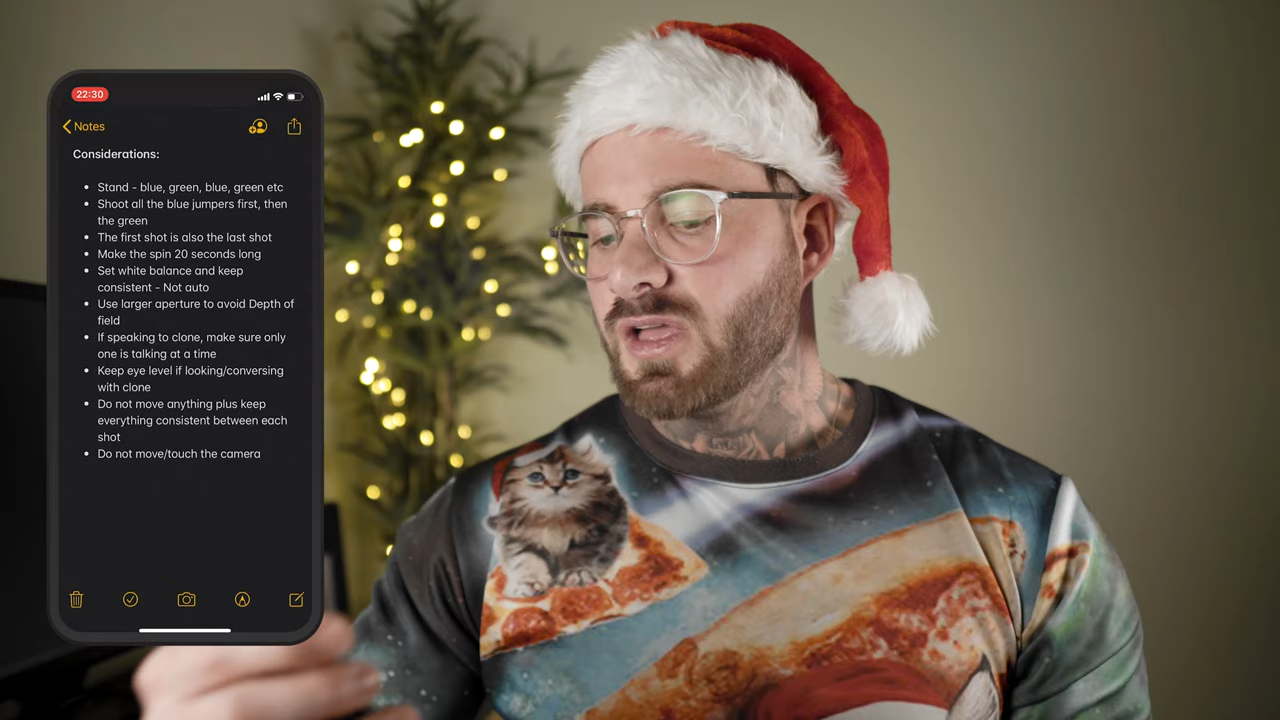 22:30
Notes
Considerations:
Stand - blue, green, blue, green etc
Shoot all the blue jumpers first, then
the green
The first shot is also the last shot
Make the spin 20 seconds long
Set white balance and keep
consistent - Not auto
Use larger aperture to avoid Depth of
field
If speaking to clone, make sure only
one is talking at a time
Keep eye level if looking/conversing
with clone
Do not move anything plus keep
everything consistent between each
shot
Do not move/touch the camera